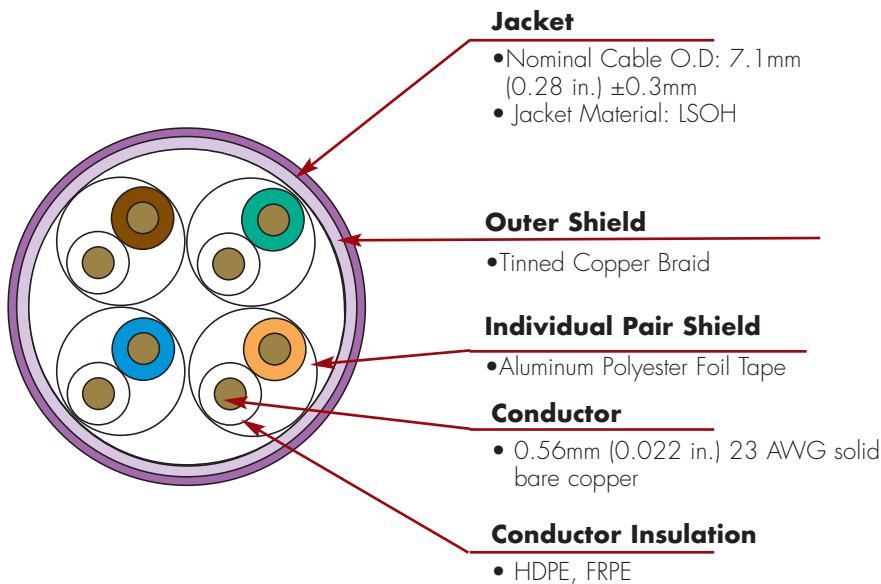 Jacket
•Nominal Cable O.D: 7.1mm
(0.28 in.) ±0.3mm
• Jacket Material: LSOH
Outer Shield
•Tinned Copper Braid
Individual Pair Shield
•Aluminum Polyester Foil Tape
Conductor
• 0.56mm (0.022 in.) 23 AWG solid
bare copper
Conductor Insulation
• HDPE, FRPE